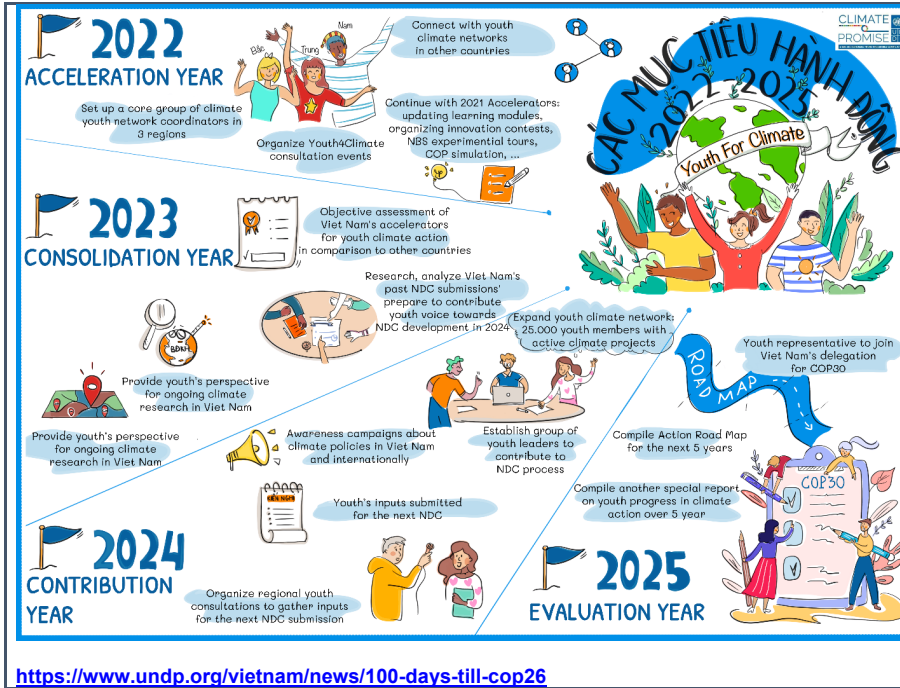 2022
ACCELERATION YEAR
Set up a core group of climate
youth network coordinators in
3 regions
Bắc
Trung
Nam
Organize Youth4Climate
consultation events
Connect with youth
climate networks
in other countries
Continue with 2021 Accelerators:
updating learning modules,
organizing innovation contests,
NBS experimental tours,
COP simulation, ...
CLIMATE
PROMISE
CÁC MỤC TIÊU HÀNH ĐỘNG
2022 - 2025
Youth For Climate
2023
CONSOLIDATION YEAR
Objective assessment of
Viet Nam's accelerators
for youth climate action
in comparison to other countries
Research, analyze Viet Nam's
past NDC submissions'
prepare to contribute
youth voice towards
NDC development in 2024
BĐKH
Provide youth's perspective
for ongoing climate
research in Viet Nam
Provide youth's perspective
for ongoing climate
research in Viet Nam
Expand youth climate network:
25.000 youth members with
active climate projects
Awareness campaigns about
climate policies in Viet Nam
and internationally
Establish group of
youth leaders to
contribute to
NDC process
KIẾN NGHỊ
Youth's inputs submitted
for the next NDC
2024
CONTRIBUTION
YEAR
Organize regional youth
consultations to gather inputs
for the next NDC submission
ROAD MAP
Youth representative to join
Viet Nam's delegation
for COP30
Compile Action Road Map
for the next 5 years
Compile another special report
on youth progress in climate
action over 5 year
COP30
2025
EVALUATION YEAR
https://www.undp.org/vietnam/news/100-days-till-cop26